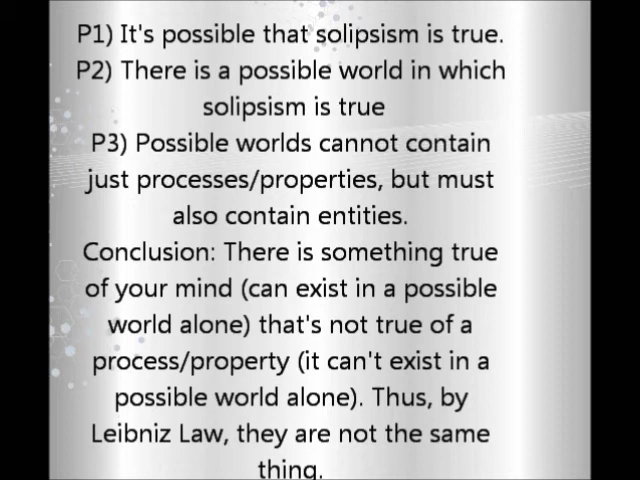 P1) It's possible that solipsism is true.
P2) There is a possible world in which
solipsism is true
P3) Possible worlds cannot contain
just processes/properties, but must
also contain entities.
Conclusion: There is something true
of your mind (can exist in a possible
world alone) that's not true of a
process/property (it can't exist in a
possible world alone). Thus, by
Leibniz Law, they are not the same
thing.